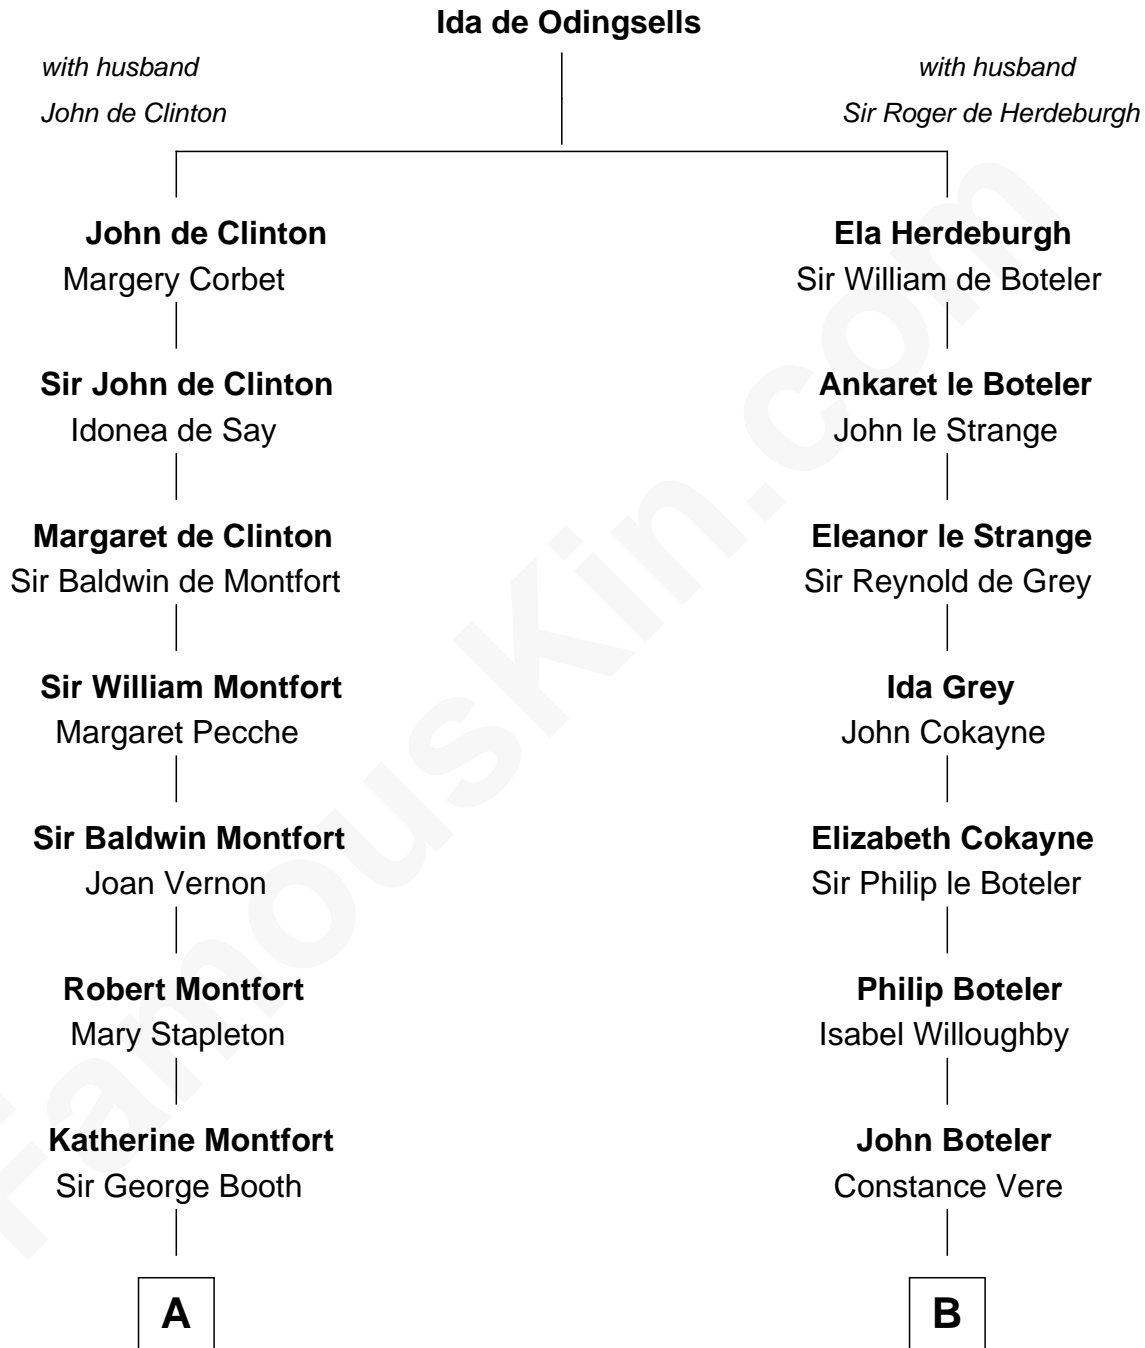 Ida de Odingsells
with husband
John de Clinton
with husband
Sir Roger de Herdeburgh
John de Clinton
Margery Corbet
Ela Herdeburgh
Sir William de Boteler
Sir John de Clinton
Idonea de Say
Ankaret le Boteler
John le Strange
Margaret de Clinton
Sir Baldwin de Montfort
Eleanor le Strange
Sir Reynold de Grey
Sir William Montfort
Margaret Pecche
Ida Grey
John Cokayne
Sir Baldwin Montfort
Joan Vernon
Elizabeth Cokayne
Sir Philip le Boteler
Robert Montfort
Mary Stapleton
Philip Boteler
Isabel Willoughby
Katherine Montfort
Sir George Booth
John Boteler
Constance Vere
A
B
FamousKin.com